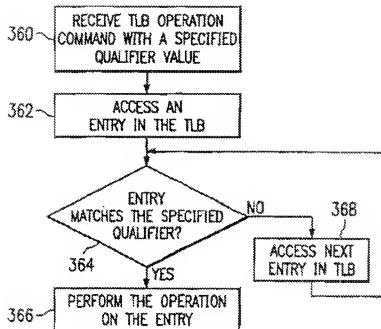 360
RECEIVE TLB OPERATION
COMMAND WITH A SPECIFIED
QUALIFIER VALUE
362
ACCESS AN
ENTRY IN THE TLB
ENTRY
MATCHES THE SPECIFIED
QUALIFIER?
364
NO
368
ACCESS NEXT
ENTRY IN TLB
YES
366
PERFORM THE OPERATION
ON THE ENTRY